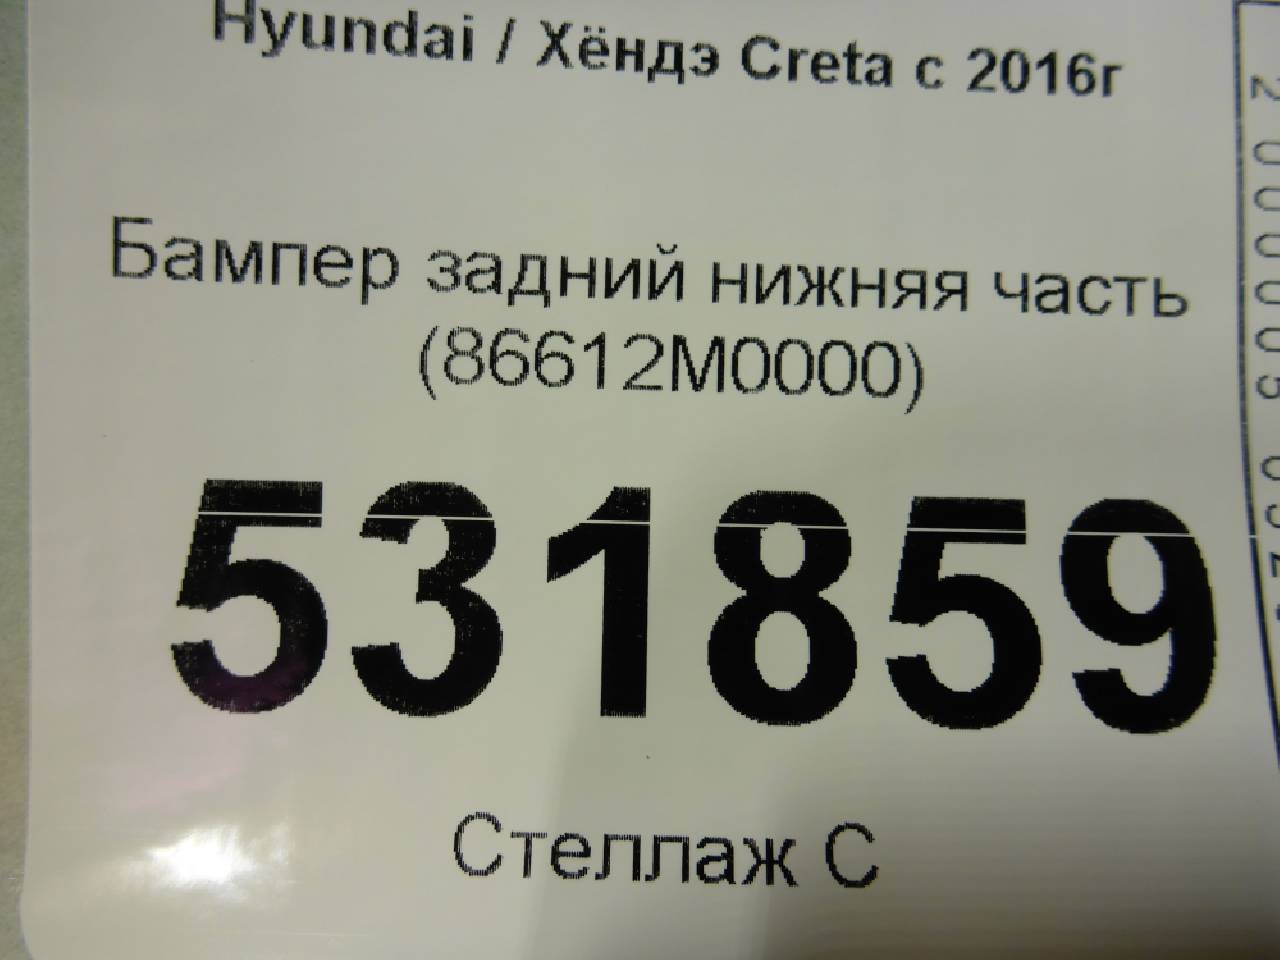 Hyundai / Хёндэ Creta с 2016г
Бампер задний нижняя часть
(86612M0000)
531859
Стеллаж С